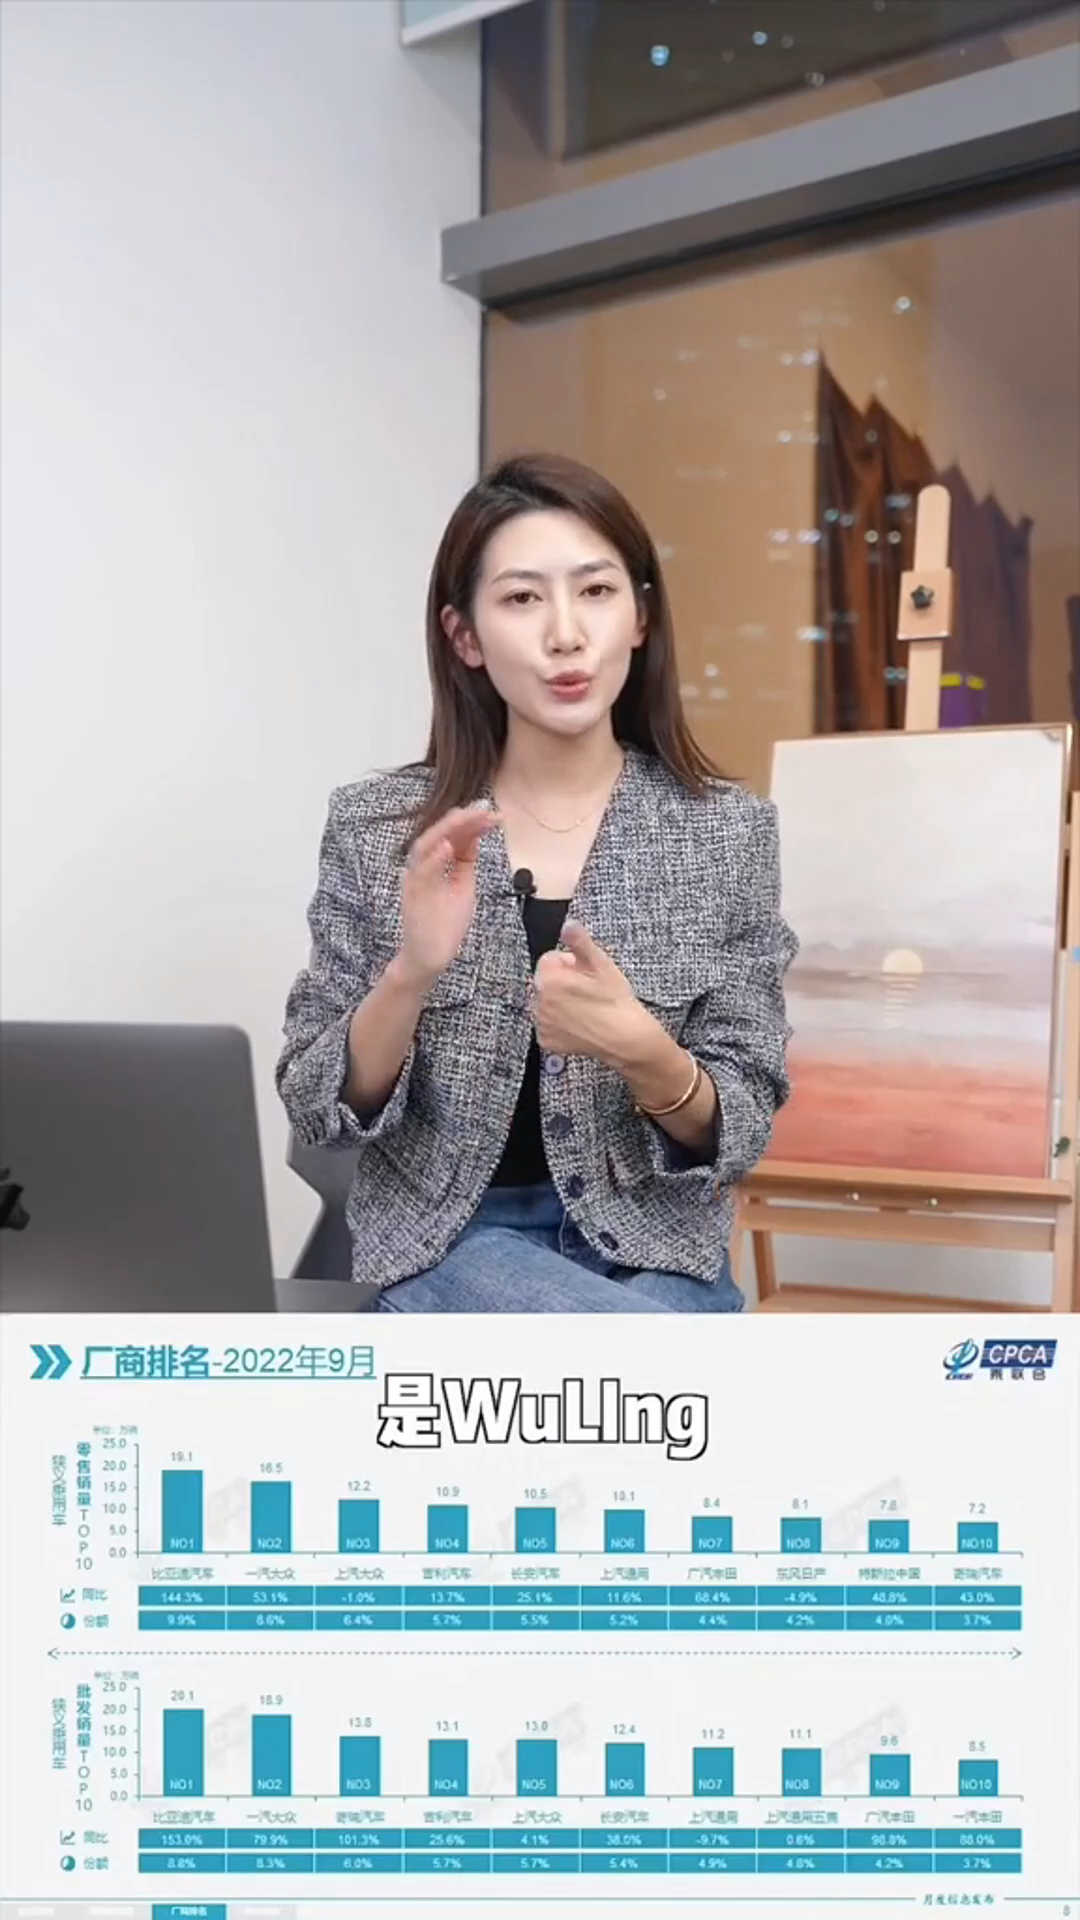 厂商排名-2022年9月
CPCA
乘联会
是WuLIng
单位：万辆
狭义乘用车
零售销量TOP10
25.0
20.0
15.0
10.0
5.0
0.0
19.1 16.5 12.2 10.9 10.5 10.1 8.4 8.1 7.8 7.2
NO1 NO2 NO3 NO4 NO5 NO6 NO7 NO8 NO9 NO10
比亚迪汽车 一汽大众 上汽大众 吉利汽车 长安汽车 上汽通用 广汽丰田 东风日产 特斯拉中国 奇瑞汽车
同比 144.3% 53.1% -1.0% 13.7% 25.1% 11.6% 68.4% -4.9% 48.8% 43.0%
份额 9.9% 8.6% 6.4% 5.7% 5.5% 5.2% 4.4% 4.2% 4.0% 3.7%
单位：万辆
狭义乘用车
批发销量TOP10
25.0
20.0
15.0
10.0
5.0
0.0
20.1 18.9 13.8 13.1 13.0 12.4 11.2 11.1 9.6 8.5
NO1 NO2 NO3 NO4 NO5 NO6 NO7 NO8 NO9 NO10
比亚迪汽车 一汽大众 奇瑞汽车 吉利汽车 上汽大众 长安汽车 上汽通用 上汽通用五菱 广汽丰田 一汽丰田
同比 153.0% 79.9% 101.3% 25.6% 4.1% 38.0% -9.7% 0.6% 98.8% 88.0%
份额 8.8% 8.3% 6.0% 5.7% 5.7% 5.4% 4.9% 4.8% 4.2% 3.7%
月度信息发布
厂商排名
8